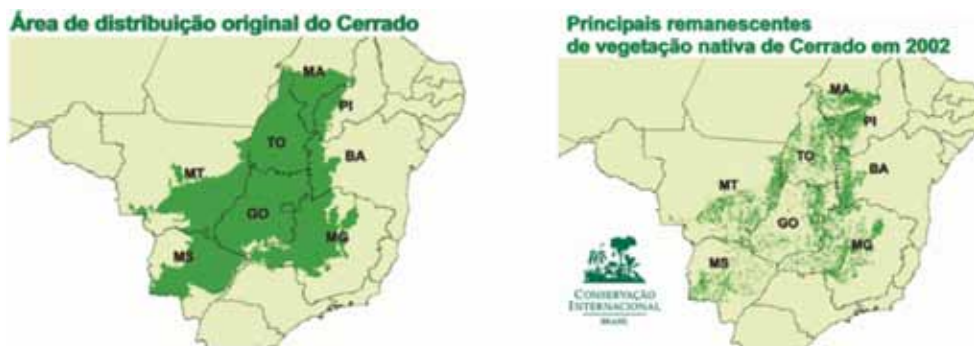 Área de distribuição original do Cerrado
MA
PI
TO
BA
MT
GO
MG
MS
Principais remanescentes
de vegetação nativa de Cerrado em 2002
MA
PI
TO
BA
MT
GO
MG
MS
CONSERVAÇÃO
INTERNACIONAL
BRASIL